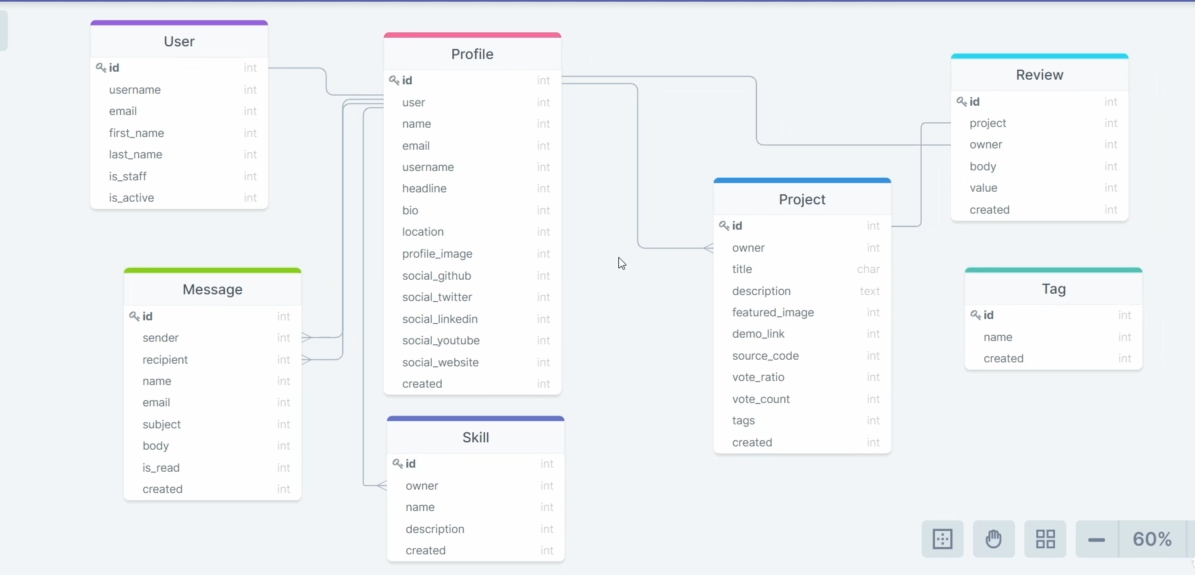 User
id int
username int
email int
first_name int
last_name int
is_staff int
is_active int
Profile
id int
user int
name int
email int
username int
headline int
bio int
location int
profile_image int
social_github int
social_twitter int
social_linkedin int
social_youtube int
social_website int
created int
Review
id int
project int
owner int
body int
value int
created int
Project
id int
owner int
title char
description text
featured_image int
demo_link int
source_code int
vote_ratio int
vote_count int
tags int
created int
Message
id int
sender int
recipient int
name int
email int
subject int
body int
is_read int
created int
Tag
id int
name int
created int
Skill
id int
owner int
name int
description int
created int
60%